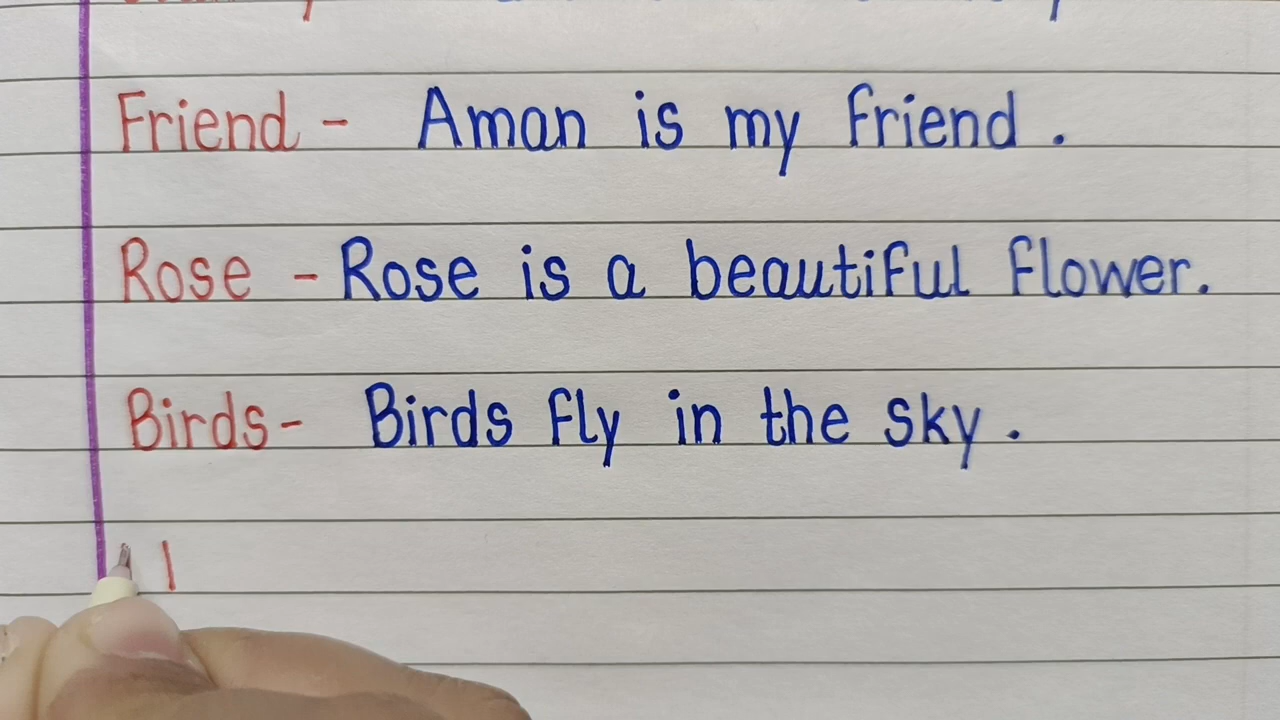 Friend - Aman is my friend .
Rose - Rose is a beautiful flower.
Birds - Birds fly in the sky .